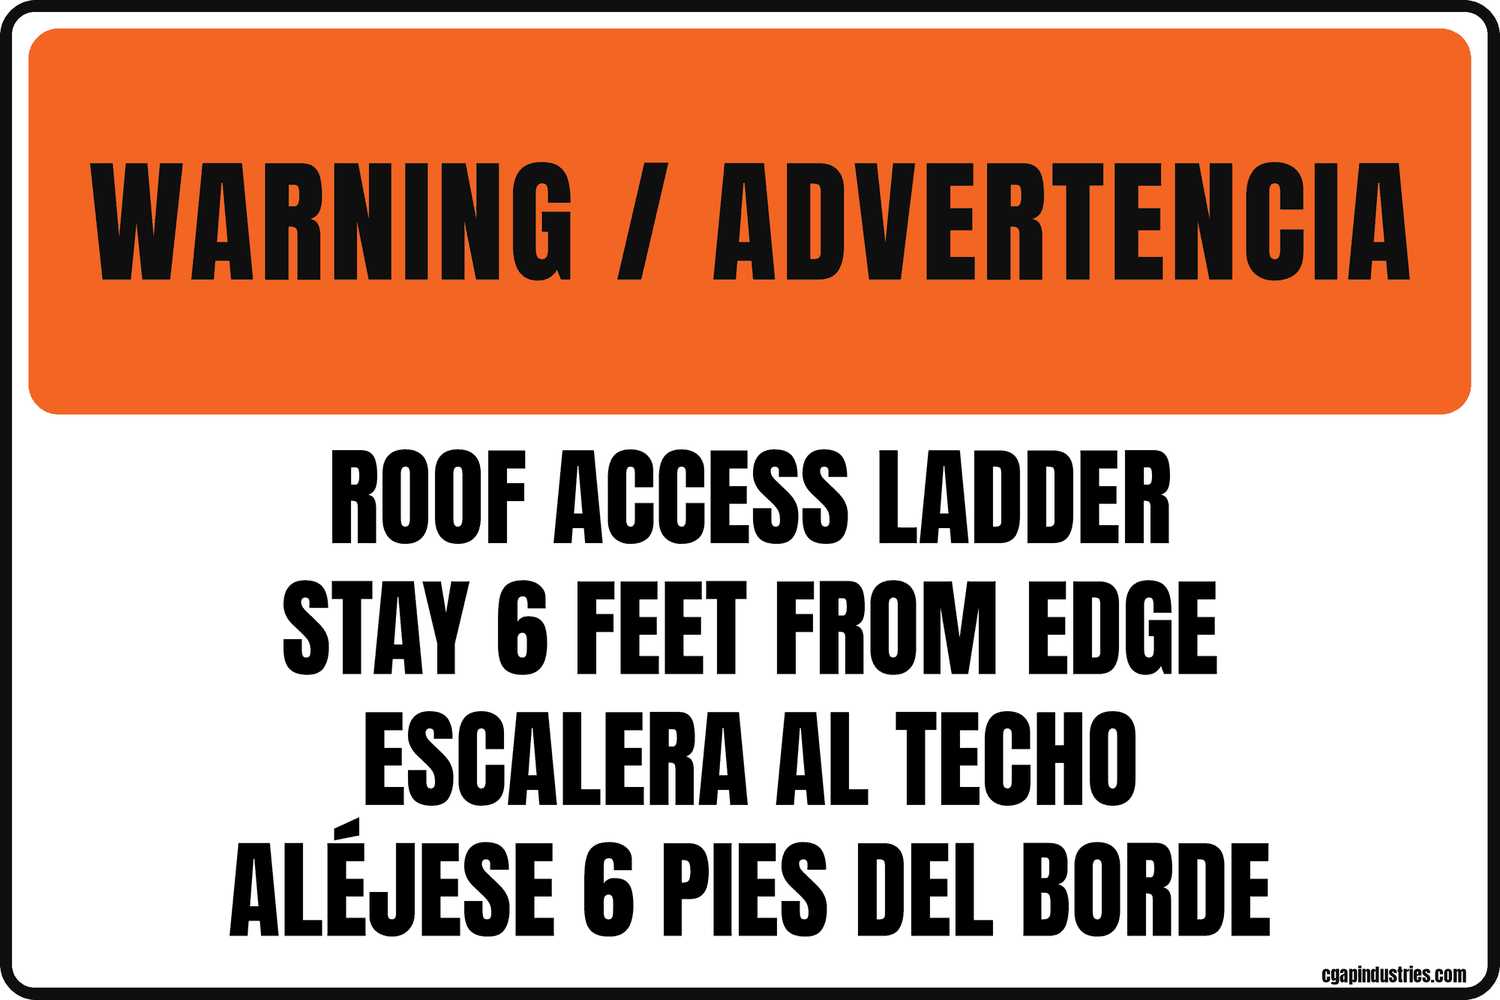 WARNING / ADVERTENCIA
ROOF ACCESS LADDER
STAY 6 FEET FROM EDGE
ESCALERA AL TECHO
ALÉJESE 6 PIES DEL BORDE
cgapindustries.com